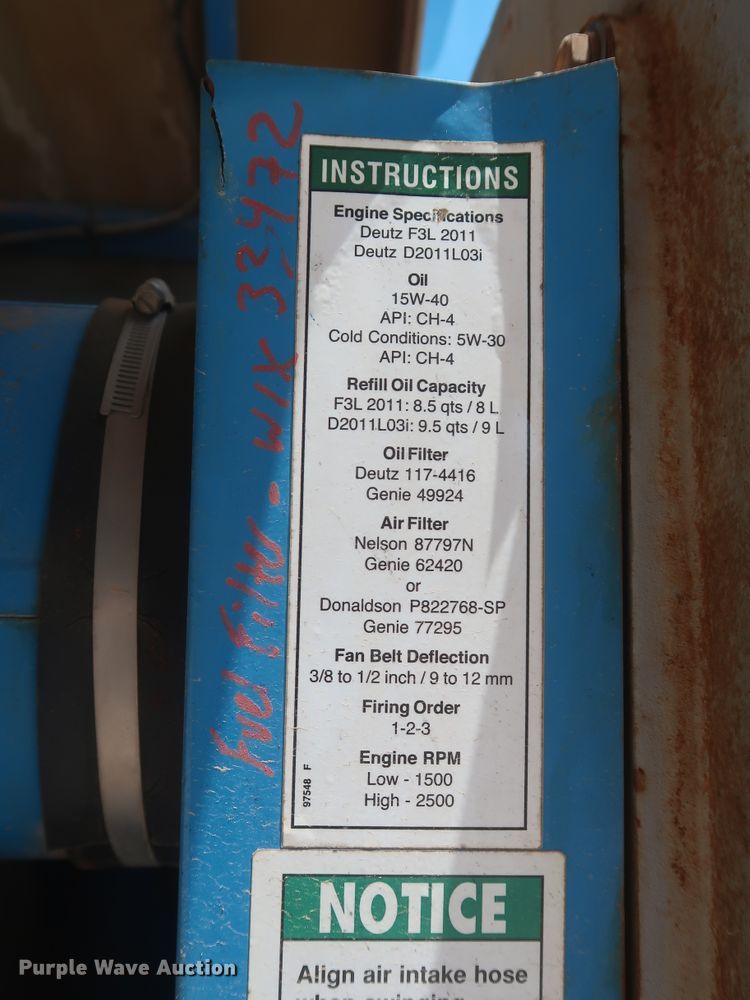 INSTRUCTIONS
Engine Specifications
Deutz F3L 2011
Deutz D2011L03i
Oil
15W-40
API: CH-4
Cold Conditions: 5W-30
API: CH-4
Refill Oil Capacity
F3L 2011: 8.5 qts / 8 L
D2011L03i: 9.5 qts / 9 L
Oil Filter
Deutz 117-4416
Genie 49924
Air Filter
Nelson 87797N
Genie 62420
or
Donaldson P822768-SP
Genie 77295
Fan Belt Deflection
3/8 to 1/2 inch / 9 to 12 mm
Firing Order
1-2-3
Engine RPM
Low - 1500
High - 2500
97548 F
Fuel Filter - WIX 33472
NOTICE
Align air intake hose
when swinging
Purple Wave Auction